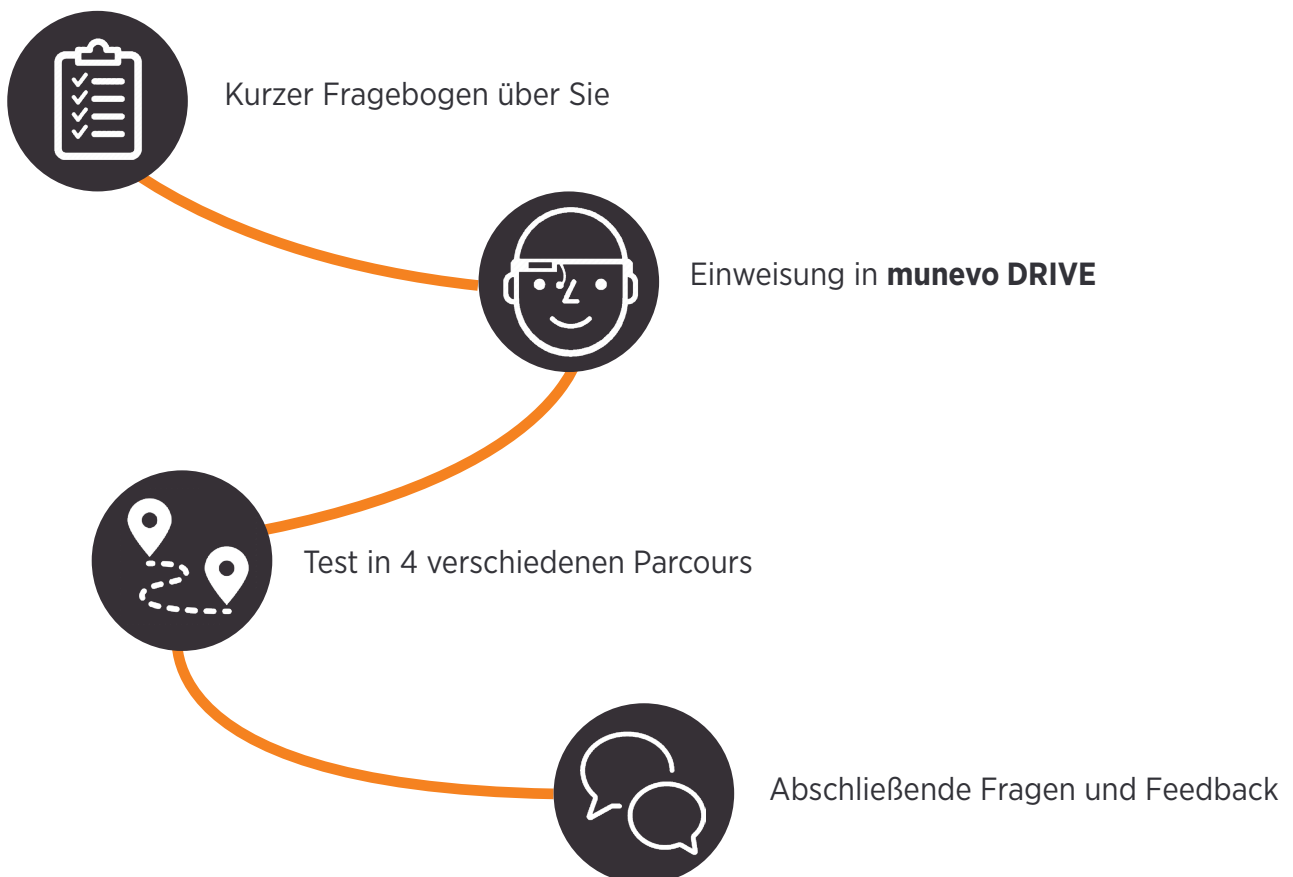 Kurzer Fragebogen über Sie
Einweisung in munevo DRIVE
Test in 4 verschiedenen Parcours
Abschließende Fragen und Feedback